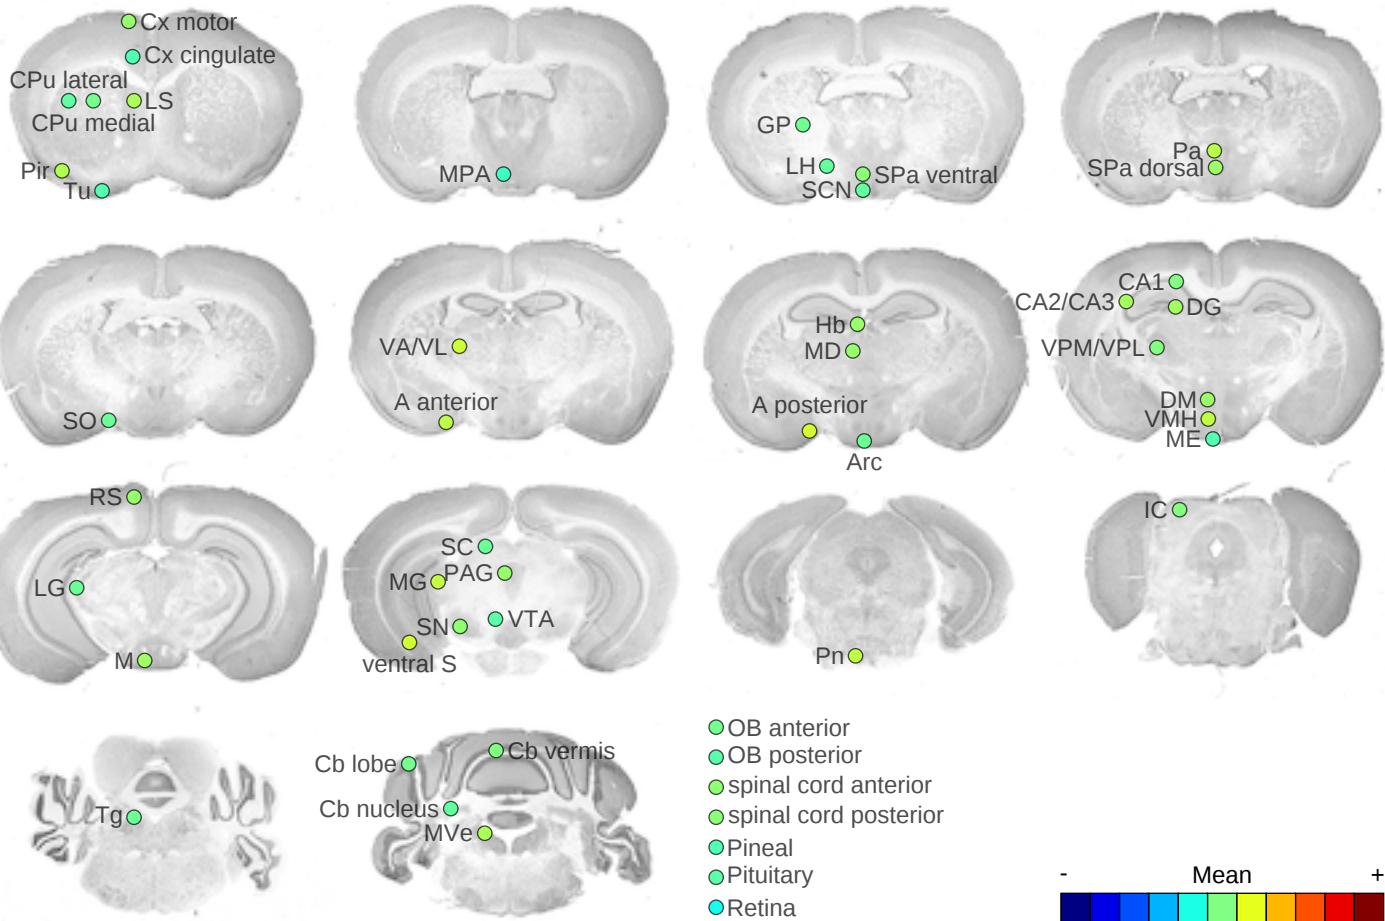 Cx motor
Cx cingulate
CPu lateral
LS
CPu medial
Pir
Tu
MPA
GP
LH
SPa ventral
SCN
Pa
SPa dorsal
SO
VA/VL
A anterior
Hb
MD
A posterior
Arc
CA1
CA2/CA3
DG
VPM/VPL
DM
VMH
ME
RS
LG
M
SC
PAG
MG
VTA
SN
ventral S
Pn
IC
Tg
Cb vermis
Cb lobe
Cb nucleus
MVe
OB anterior
OB posterior
spinal cord anterior
spinal cord posterior
Pineal
Pituitary
Retina
- Mean +